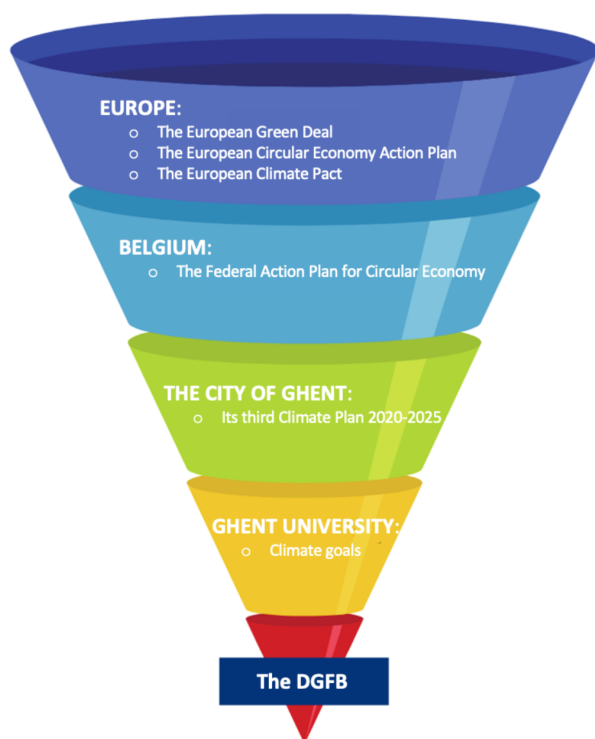 EUROPE:
o The European Green Deal
o The European Circular Economy Action Plan
o The European Climate Pact
BELGIUM:
o The Federal Action Plan for Circular Economy
THE CITY OF GHENT:
o Its third Climate Plan 2020-2025
GHENT UNIVERSITY:
o Climate goals
The DGFB